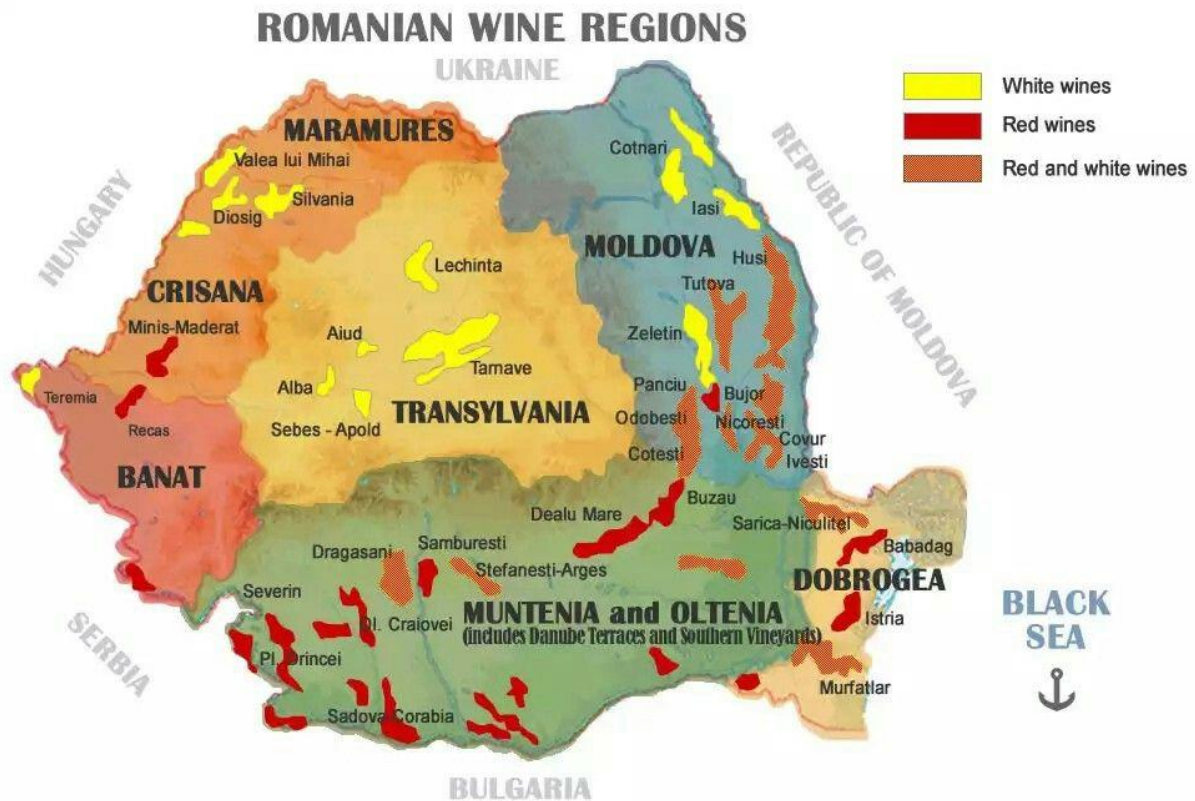 ROMANIAN WINE REGIONS
UKRAINE
White wines
Red wines
Red and white wines
MARAMURES
Valea lui Mihai
Silvania
Diosig
Cotnari
Iasi
REPUBLIC OF MOLDOVA
HUNGARY
MOLDOVA
Husi
Lechinta
Tutova
CRISANA
Minis-Maderat
Aiud
Zeletin
Tarnave
Alba
Panciu
Teremia
Bujor
TRANSYLVANIA
Odobesti
Nicoresti
Recas
Sebes - Apold
Covur
Cotesti
Ivesti
BANAT
Buzau
Dealu Mare
Sarica-Niculitel
Samburesti
Babadag
Dragasani
Stefanesti-Arges
DOBROGEA
Severin
MUNTENIA and OLTENIA
(includes Danube Terraces and Southern Vineyards)
Istria
BLACK
SEA
Dl. Craiovei
SERBIA
Pl. Drincei
Murfatlar
Sadova Corabia
BULGARIA